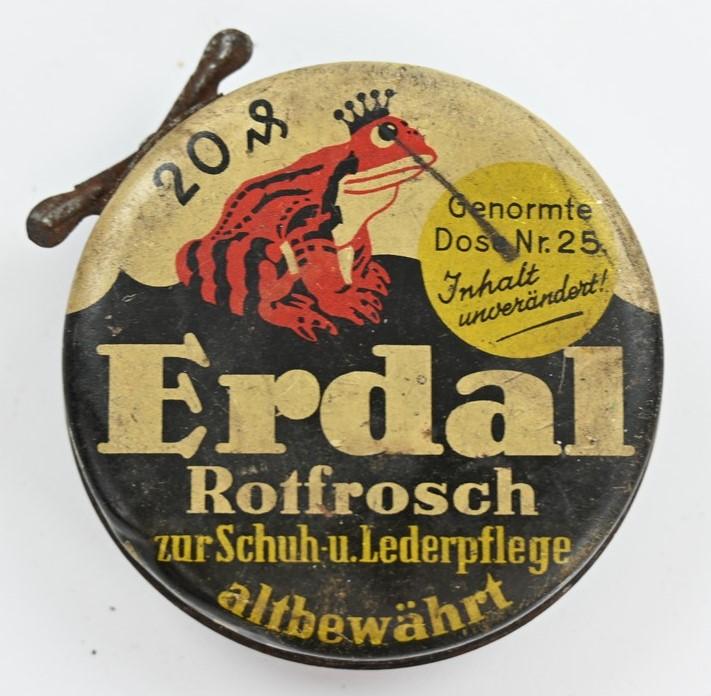 20 ₰
Genormte
Dose Nr. 25
Inhalt
unverändert!
Erdal
Rotfrosch
zur Schuh- u. Lederpflege
altbewährt